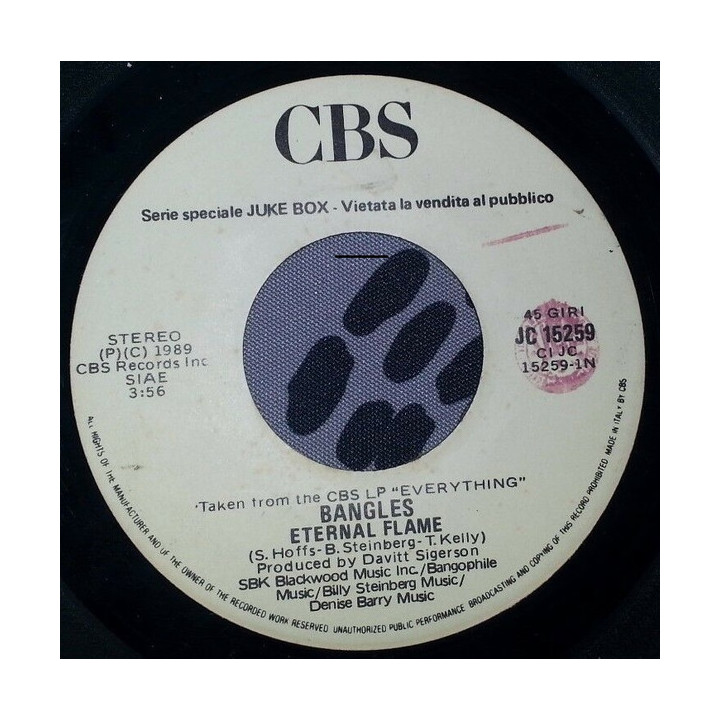 CBS
Serie speciale JUKE BOX - Vietata la vendita al pubblico
STEREO
(P)(C) 1989
CBS Records Inc
SIAE
3:56
45 GIRI
JC 15259
CI JC
15259-1N
Taken from the CBS LP "EVERYTHING"
BANGLES
ETERNAL FLAME
(S. Hoffs-B. Steinberg-T. Kelly)
Produced by Davitt Sigerson
SBK Blackwood Music Inc./Bangophile
Music/Billy Steinberg Music/
Denise Barry Music
ALL RIGHTS OF THE MANUFACTURER AND OF THE OWNER OF THE RECORDED WORK RESERVED. UNAUTHORIZED PUBLIC PERFORMANCE BROADCASTING AND COPYING OF THIS RECORD PROHIBITED. MADE IN ITALY BY CBS